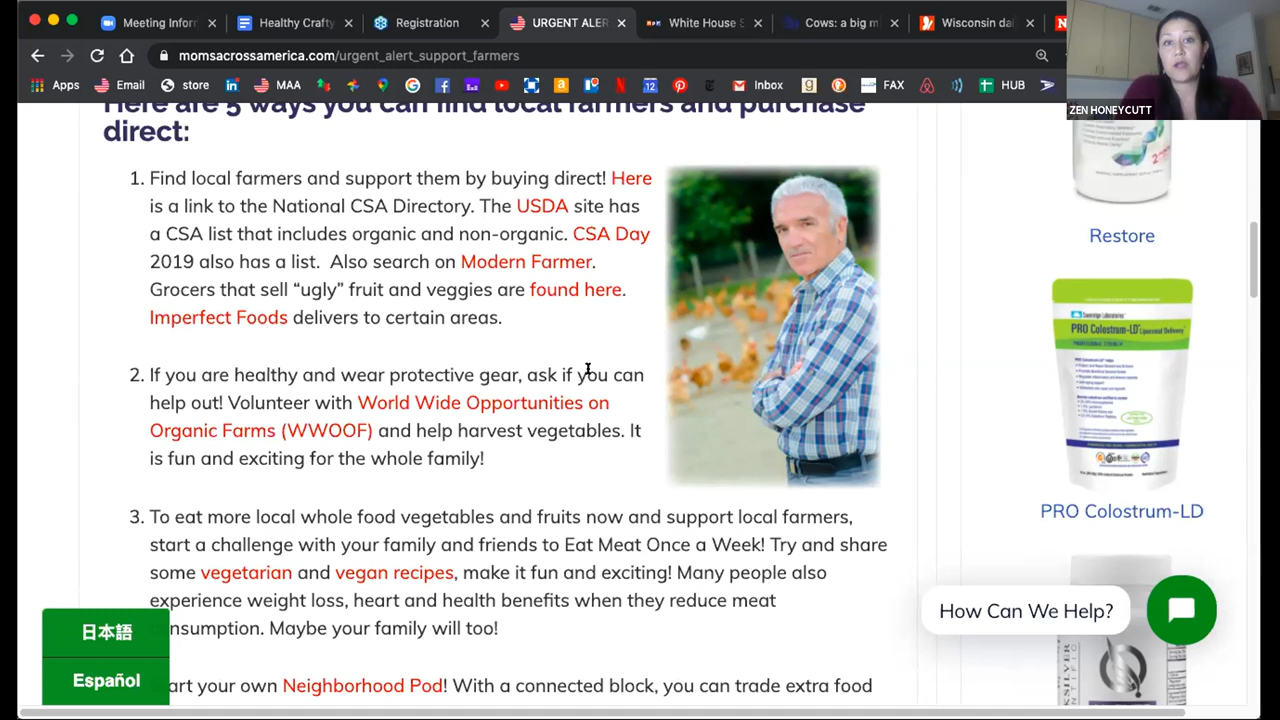 Meeting Infor
Healthy Crafty
Registration
URGENT ALE
White House S
Cows: a big m
Wisconsin dai
momsacrossamerica.com/urgent_alert_support_farmers
Apps
Email
store
MAA
Inbox
FAX
HUB
ZEN HONEYCUTT
Here are 5 ways you can find local farmers and purchase
direct:
1. Find local farmers and support them by buying direct! Here
is a link to the National CSA Directory. The USDA site has
a CSA list that includes organic and non-organic. CSA Day
2019 also has a list. Also search on Modern Farmer.
Grocers that sell “ugly” fruit and veggies are found here.
Imperfect Foods delivers to certain areas.
2. If you are healthy and wear protective gear, ask if you can
help out! Volunteer with Wide Opportunities on
Organic Farms (WWOOF) help harvest vegetables. It
is fun and exciting for the whole family!
3. To eat more local whole food vegetables and fruits now and support local farmers,
start a challenge with your family and friends to Eat Meat Once a Week! Try and share
some vegetarian and vegan recipes, make it fun and exciting! Many people also
experience weight loss, heart and health benefits when they reduce meat
consumption. Maybe your family will too!
Start your own Neighborhood Pod! With a connected block, you can trade extra food
日本語
Español
Restore
PRO Colostrum-LD Liposomal Delivery
PRO Colostrum-LD
How Can We Help?